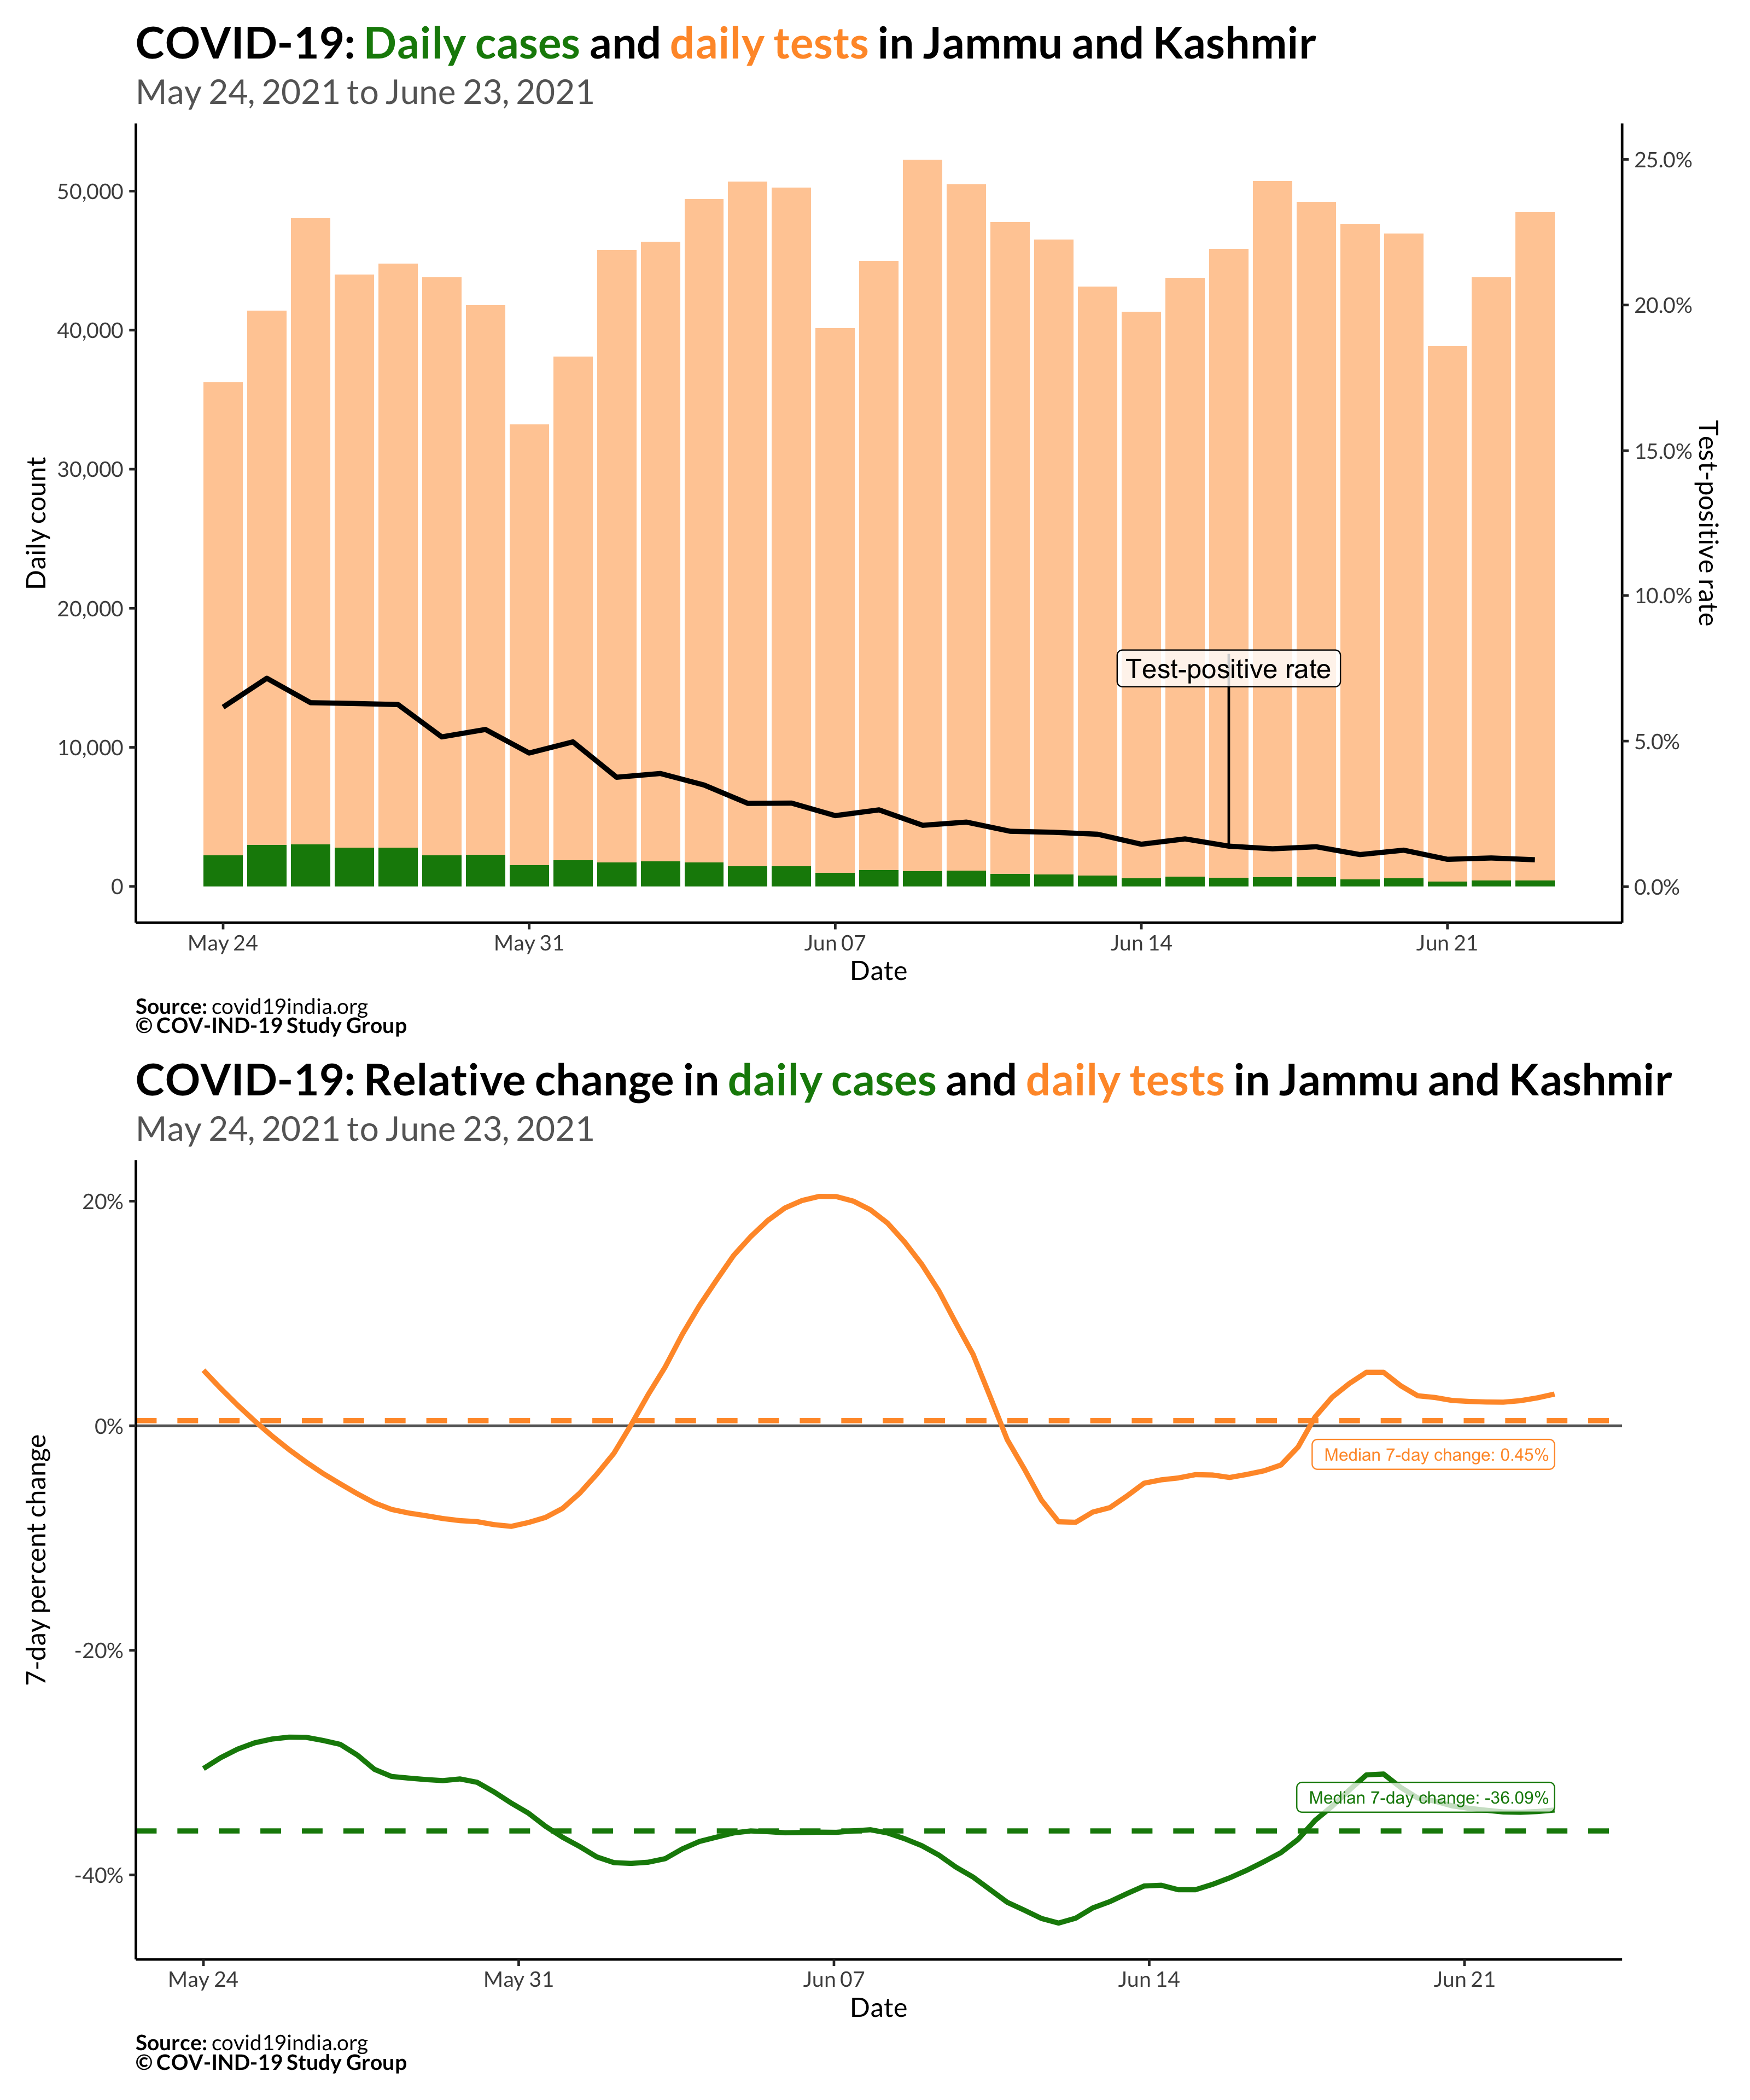 COVID-19: Daily cases and daily tests in Jammu and Kashmir
May 24, 2021 to June 23, 2021
50,000
40,000
30,000
20,000
10,000
0
Daily count
25.0%
20.0%
15.0%
10.0%
5.0%
0.0%
Test-positive rate
Test-positive rate
May 24
May 31
Jun 07
Jun 14
Jun 21
Date
Source: covid19india.org
© COV-IND-19 Study Group
COVID-19: Relative change in daily cases and daily tests in Jammu and Kashmir
May 24, 2021 to June 23, 2021
20%
0%
-20%
-40%
7-day percent change
Median 7-day change: 0.45%
Median 7-day change: -36.09%
May 24
May 31
Jun 07
Jun 14
Jun 21
Date
Source: covid19india.org
© COV-IND-19 Study Group